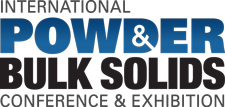 INTERNATIONAL
POWDER &
BULK SOLIDS
CONFERENCE & EXHIBITION